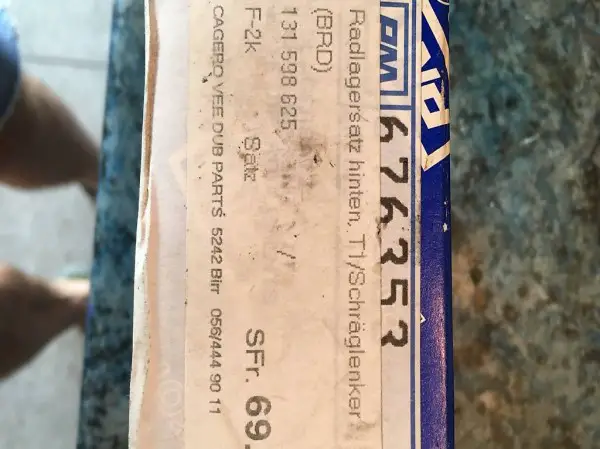 676353
Radlagersatz hinten, T1/Schräglenker
(BRD)
131 598 625
F-2k Satz SFr. 69.
CAGERO VEE DUB PARTS 5242 Birr 056/444 90 11